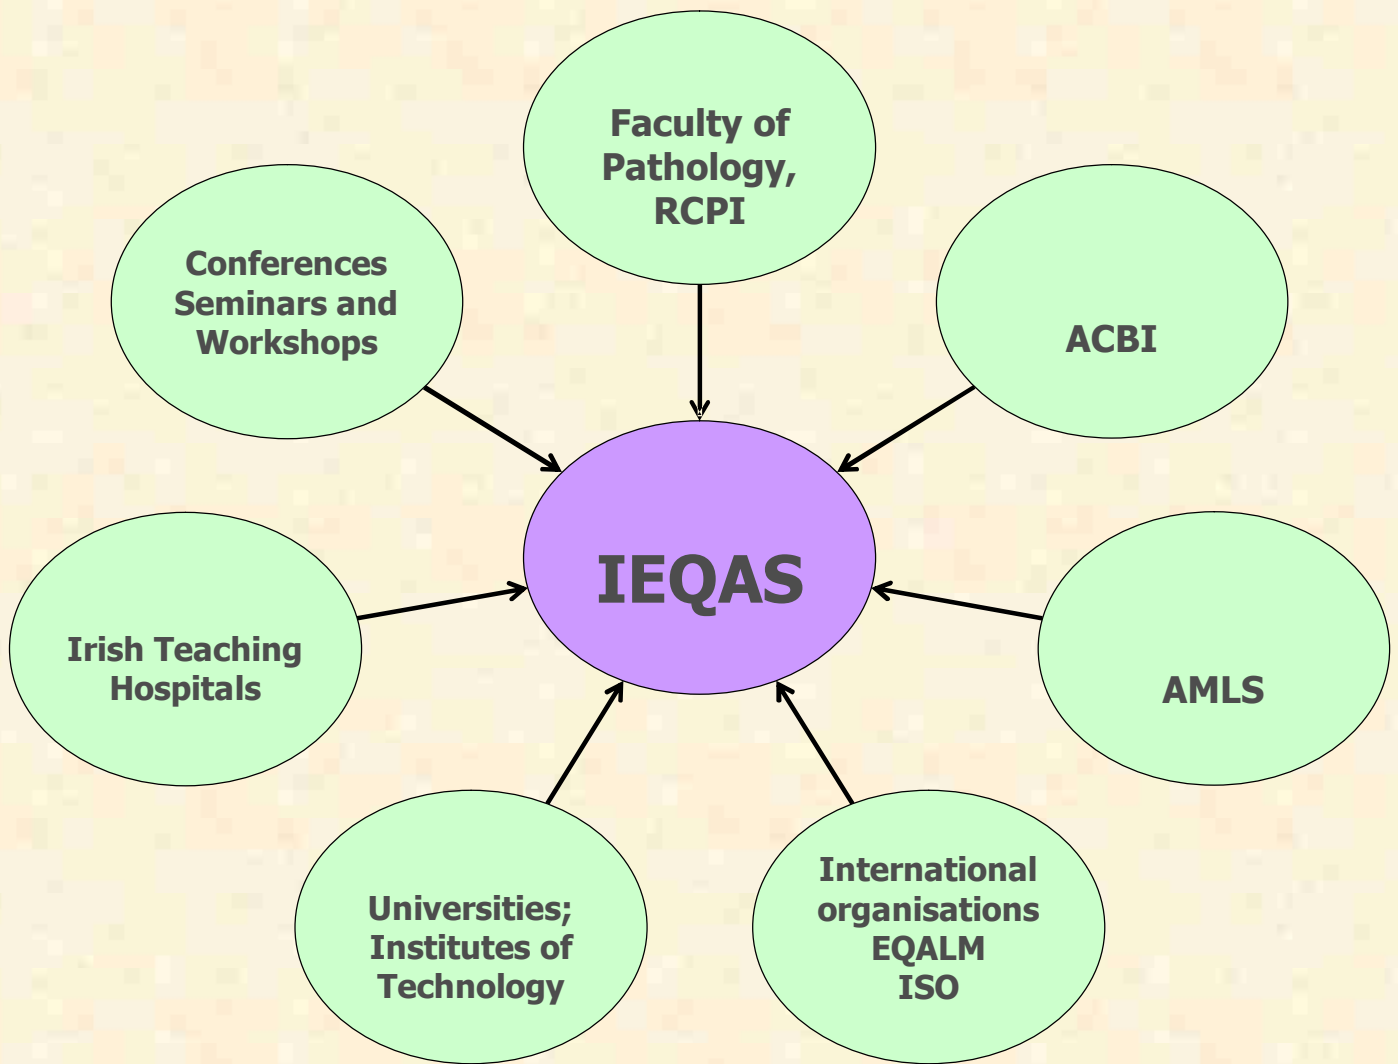 Faculty of
Pathology,
RCPI
Conferences
Seminars and
Workshops
ACBI
IEQAS
Irish Teaching
Hospitals
AMLS
Universities;
Institutes of
Technology
International
organisations
EQALM
ISO